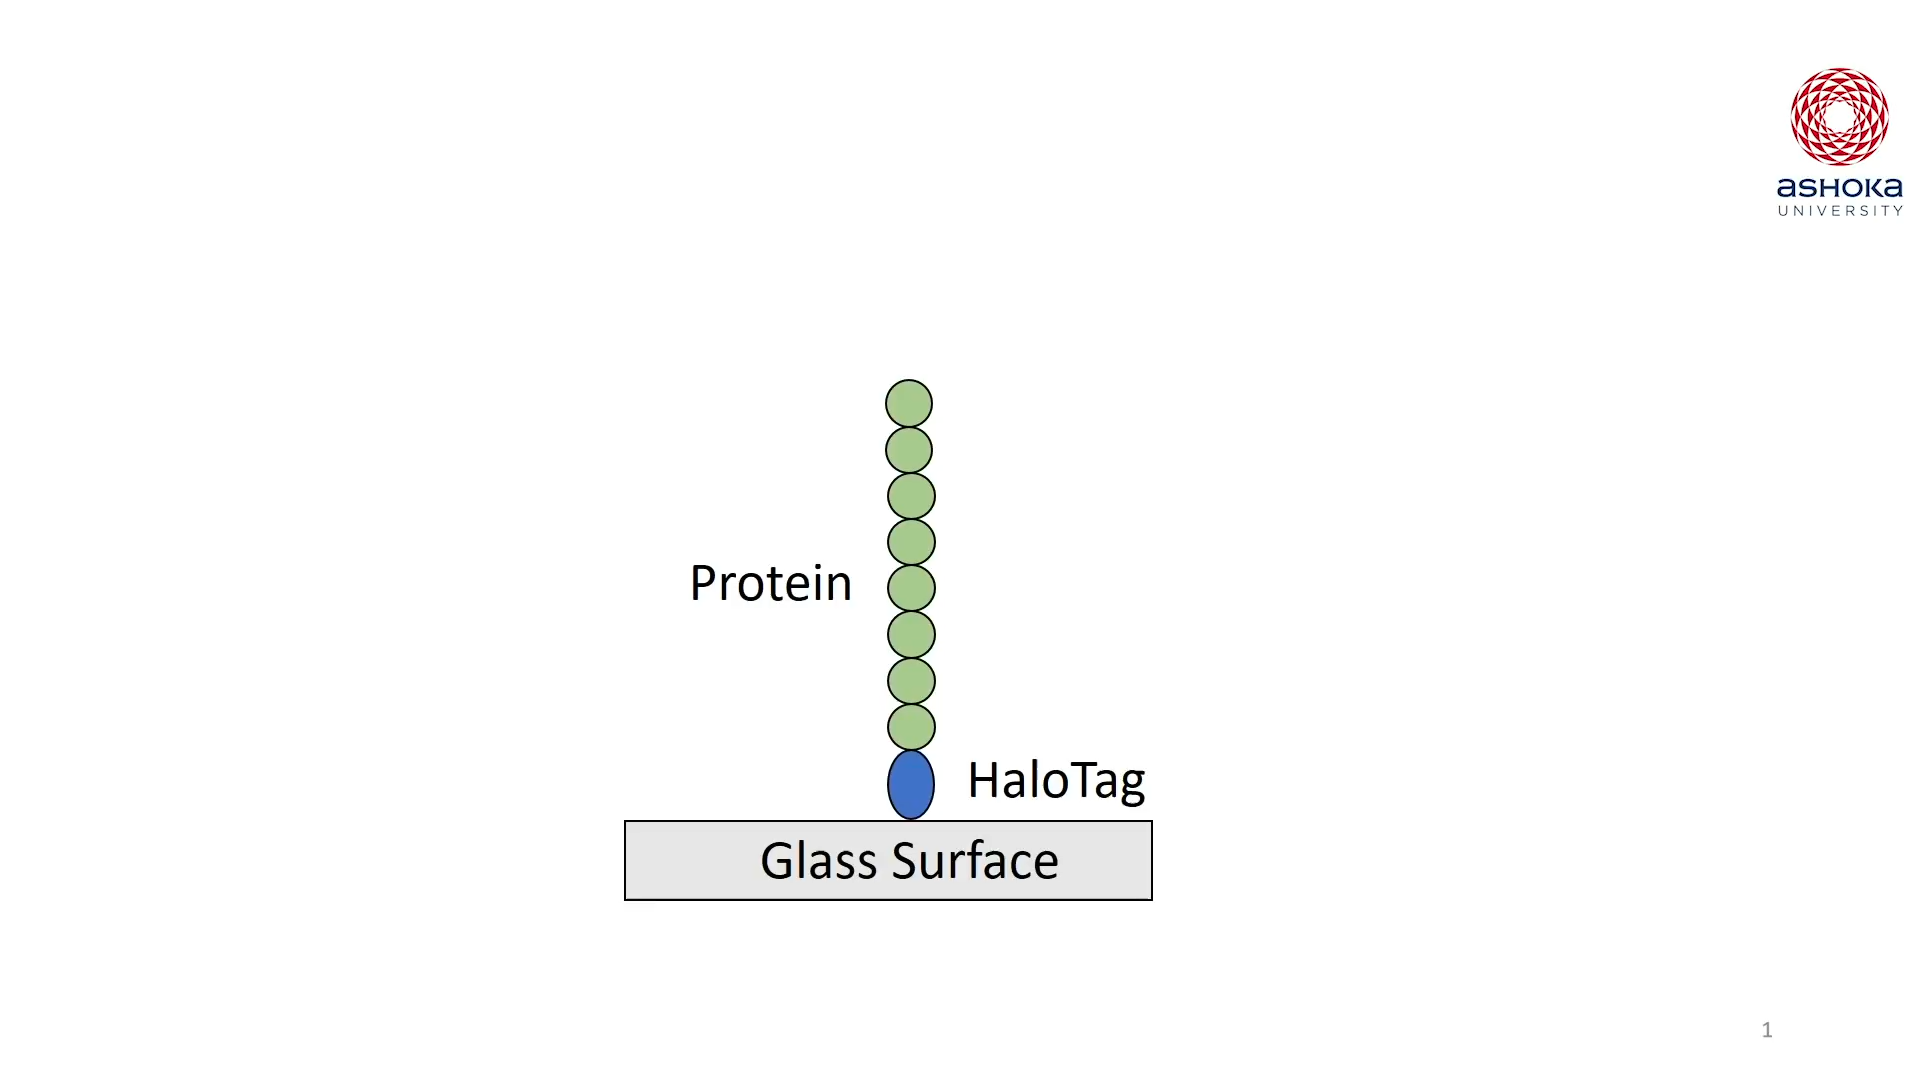 ASHOKA
UNIVERSITY
Protein
HaloTag
Glass Surface
1